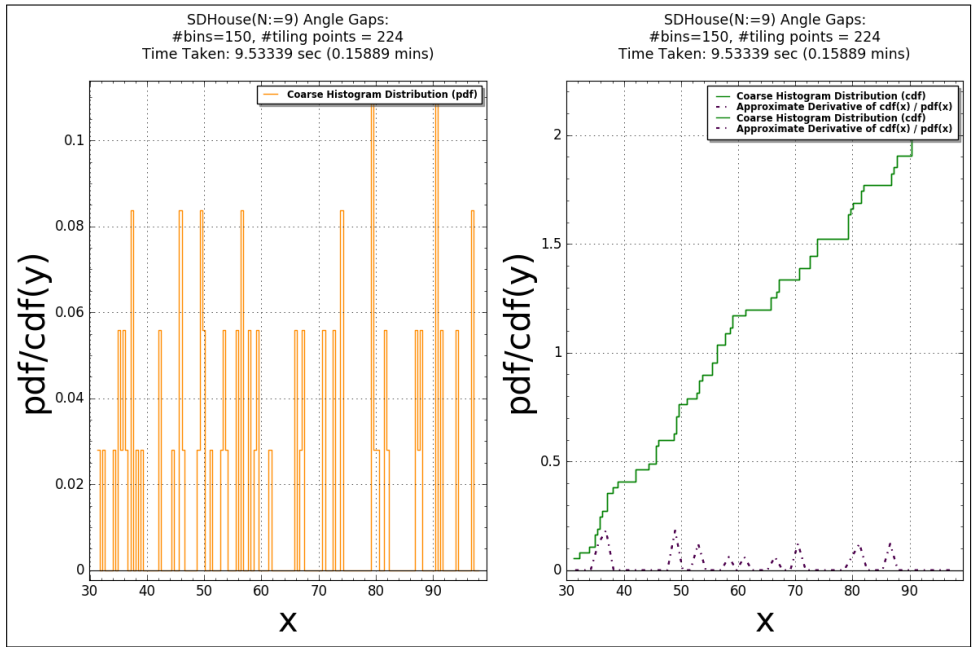 SDHouse(N:=9) Angle Gaps:
#bins=150, #tiling points = 224
Time Taken: 9.53339 sec (0.15889 mins)
Coarse Histogram Distribution (pdf)
0.1
0.08
0.06
0.04
0.02
0
30 40 50 60 70 80 90
pdf/cdf(y)
x
SDHouse(N:=9) Angle Gaps:
#bins=150, #tiling points = 224
Time Taken: 9.53339 sec (0.15889 mins)
Coarse Histogram Distribution (cdf)
Approximate Derivative of cdf(x) / pdf(x)
Coarse Histogram Distribution (cdf)
Approximate Derivative of cdf(x) / pdf(x)
2
1.5
1
0.5
0
30 40 50 60 70 80 90
pdf/cdf(y)
x